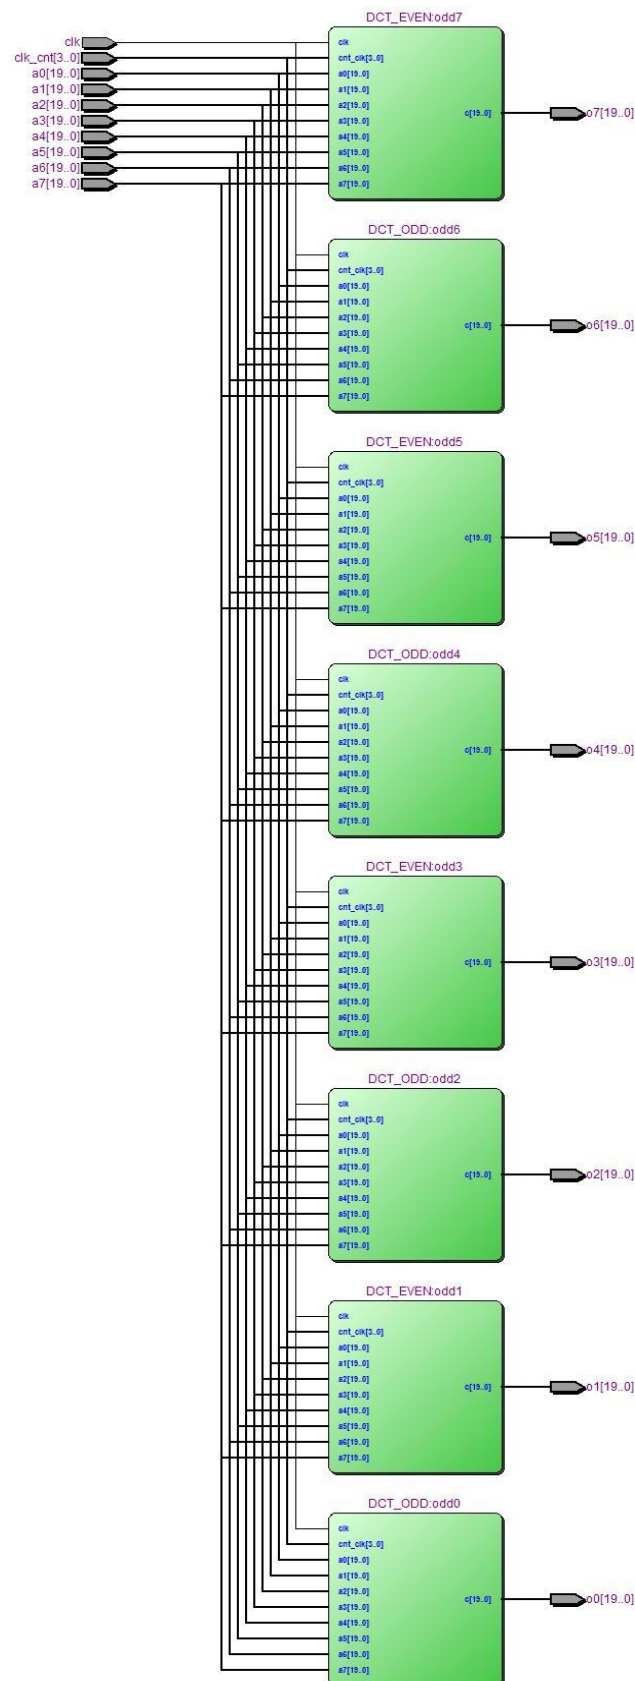 clk
clk_cnt[3..0]
a0[19..0]
a1[19..0]
a2[19..0]
a3[19..0]
a4[19..0]
a5[19..0]
a6[19..0]
a7[19..0]
DCT_EVEN:odd7
clk
cnt_clk[3..0]
a0[19..0]
a1[19..0]
a2[19..0]
a3[19..0]
a4[19..0]
a5[19..0]
a6[19..0]
a7[19..0]
c[19..0]
o7[19..0]
DCT_ODD:odd6
clk
cnt_clk[3..0]
a0[19..0]
a1[19..0]
a2[19..0]
a3[19..0]
a4[19..0]
a5[19..0]
a6[19..0]
a7[19..0]
c[19..0]
o6[19..0]
DCT_EVEN:odd5
clk
cnt_clk[3..0]
a0[19..0]
a1[19..0]
a2[19..0]
a3[19..0]
a4[19..0]
a5[19..0]
a6[19..0]
a7[19..0]
c[19..0]
o5[19..0]
DCT_ODD:odd4
clk
cnt_clk[3..0]
a0[19..0]
a1[19..0]
a2[19..0]
a3[19..0]
a4[19..0]
a5[19..0]
a6[19..0]
a7[19..0]
c[19..0]
o4[19..0]
DCT_EVEN:odd3
clk
cnt_clk[3..0]
a0[19..0]
a1[19..0]
a2[19..0]
a3[19..0]
a4[19..0]
a5[19..0]
a6[19..0]
a7[19..0]
c[19..0]
o3[19..0]
DCT_ODD:odd2
clk
cnt_clk[3..0]
a0[19..0]
a1[19..0]
a2[19..0]
a3[19..0]
a4[19..0]
a5[19..0]
a6[19..0]
a7[19..0]
c[19..0]
o2[19..0]
DCT_EVEN:odd1
clk
cnt_clk[3..0]
a0[19..0]
a1[19..0]
a2[19..0]
a3[19..0]
a4[19..0]
a5[19..0]
a6[19..0]
a7[19..0]
c[19..0]
o1[19..0]
DCT_ODD:odd0
clk
cnt_clk[3..0]
a0[19..0]
a1[19..0]
a2[19..0]
a3[19..0]
a4[19..0]
a5[19..0]
a6[19..0]
a7[19..0]
c[19..0]
o0[19..0]